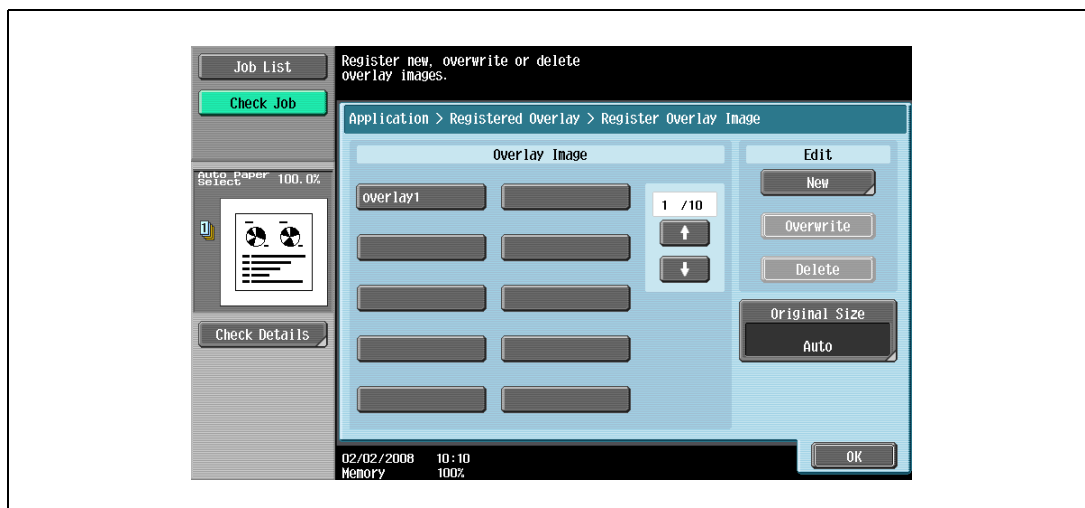 Job List
Check Job
Register new, overwrite or delete
overlay images.
Application > Registered Overlay > Register Overlay Image
Overlay Image
overlay1
1 /10
Edit
New
Overwrite
Delete
Original Size
Auto
Auto Paper
Select 100.0%
1
Check Details
02/02/2008 10:10
Memory 100%
OK